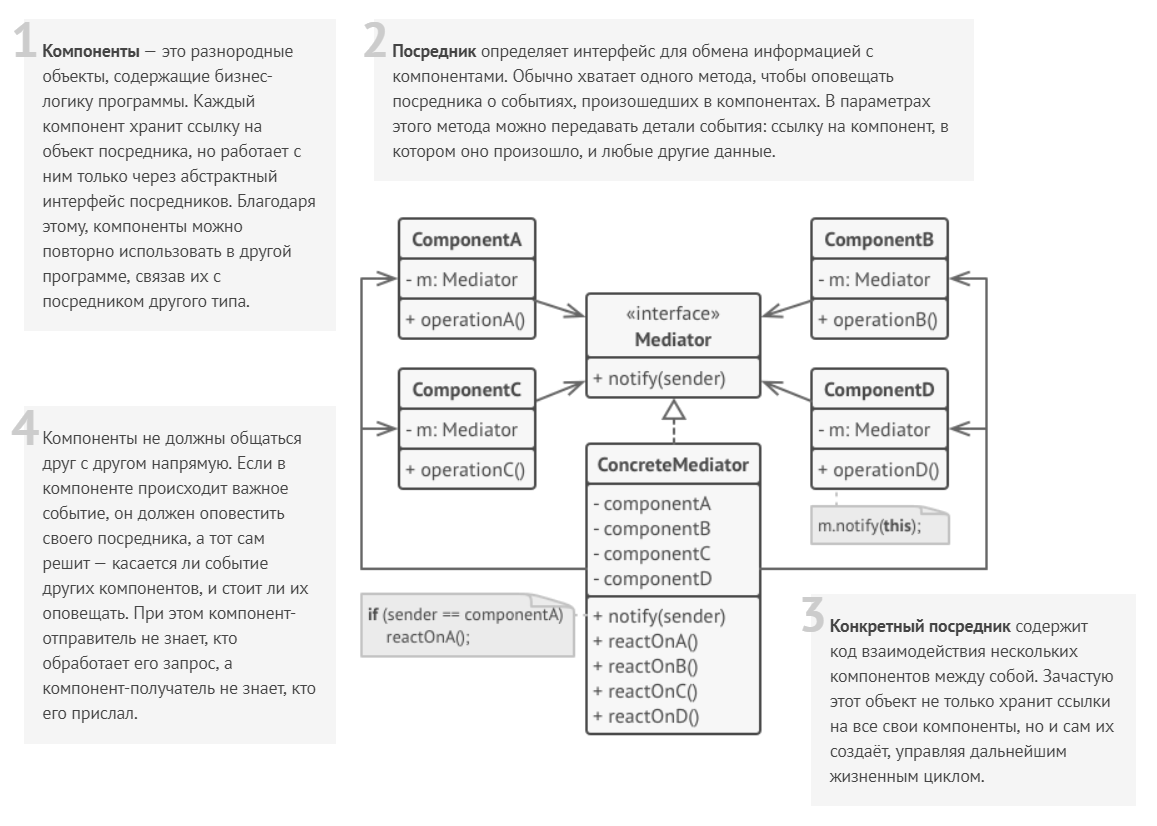 1
Компоненты — это разнородные
объекты, содержащие бизнес-
логику программы. Каждый
компонент хранит ссылку на
объект посредника, но работает с
ним только через абстрактный
интерфейс посредников. Благодаря
этому, компоненты можно
повторно использовать в другой
программе, связав их с
посредником другого типа.
2
Посредник определяет интерфейс для обмена информацией с
компонентами. Обычно хватает одного метода, чтобы оповещать
посредника о событиях, произошедших в компонентах. В параметрах
этого метода можно передавать детали события: ссылку на компонент, в
котором оно произошло, и любые другие данные.
ComponentA
- m: Mediator
+ operationA()
ComponentB
- m: Mediator
+ operationB()
«interface»
Mediator
+ notify(sender)
ComponentC
- m: Mediator
+ operationC()
ComponentD
- m: Mediator
+ operationD()
m.notify(this);
ConcreteMediator
- componentA
- componentB
- componentC
- componentD
+ notify(sender)
+ reactOnA()
+ reactOnB()
+ reactOnC()
+ reactOnD()
if (sender == componentA)
reactOnA();
3
Конкретный посредник содержит
код взаимодействия нескольких
компонентов между собой. Зачастую
этот объект не только хранит ссылки
на все свои компоненты, но и сам их
создаёт, управляя дальнейшим
жизненным циклом.
4
Компоненты не должны общаться
друг с другом напрямую. Если в
компоненте происходит важное
событие, он должен оповестить
своего посредника, а тот сам
решит — касается ли событие
других компонентов, и стоит ли их
оповещать. При этом компонент-
отправитель не знает, кто
обработает его запрос, а
компонент-получатель не знает, кто
его прислал.